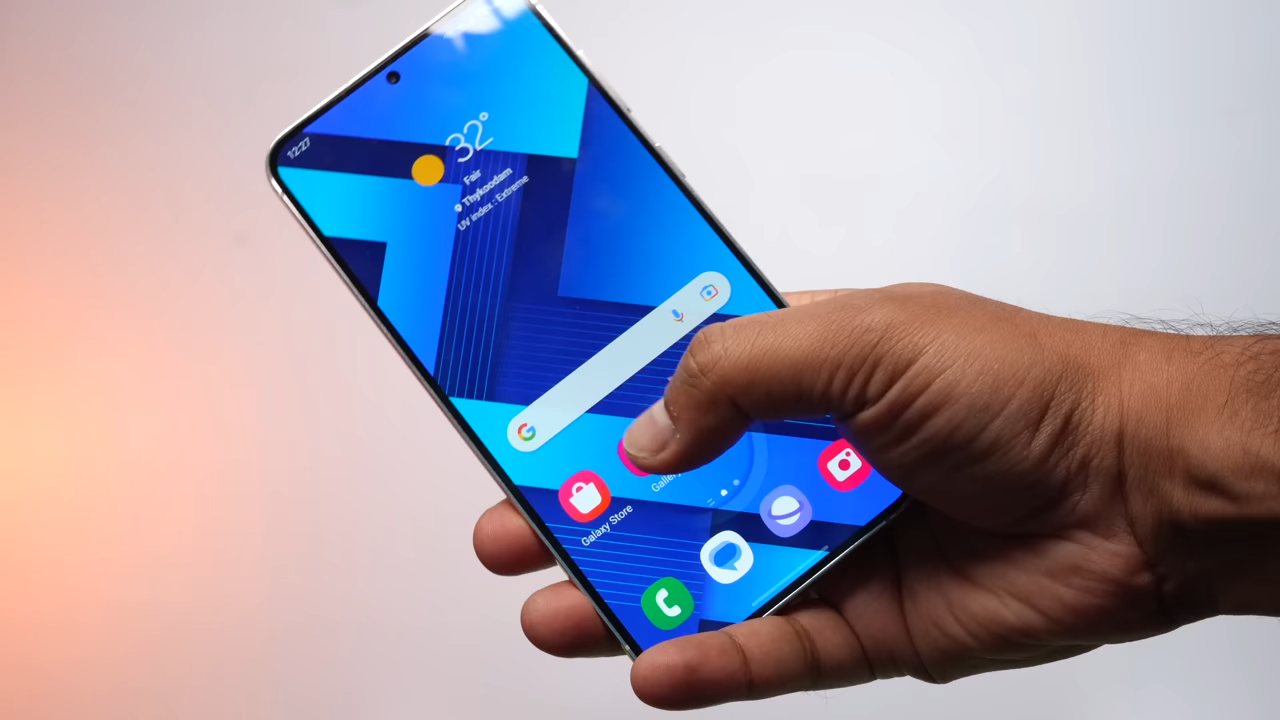 12:27
32°
Fair
Thykoodam
UV index : Extreme
G
Galaxy Store